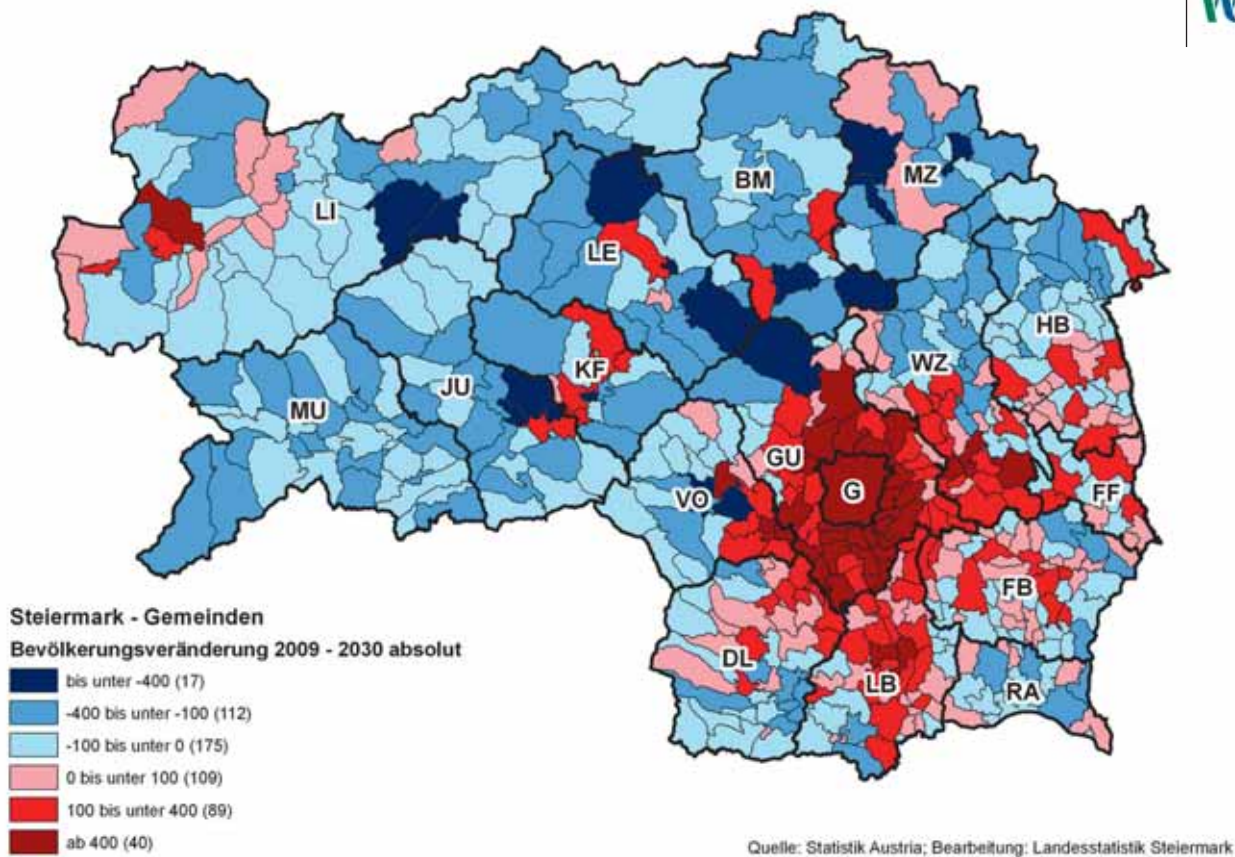 BM
MZ
LI
LE
HB
WZ
KF
JU
MU
GU
G
VO
FF
FB
DL
LB
RA
Steiermark - Gemeinden
Bevölkerungsveränderung 2009 - 2030 absolut
bis unter -400 (17)
-400 bis unter -100 (112)
-100 bis unter 0 (175)
0 bis unter 100 (109)
100 bis unter 400 (89)
ab 400 (40)
Quelle: Statistik Austria; Bearbeitung: Landesstatistik Steiermark